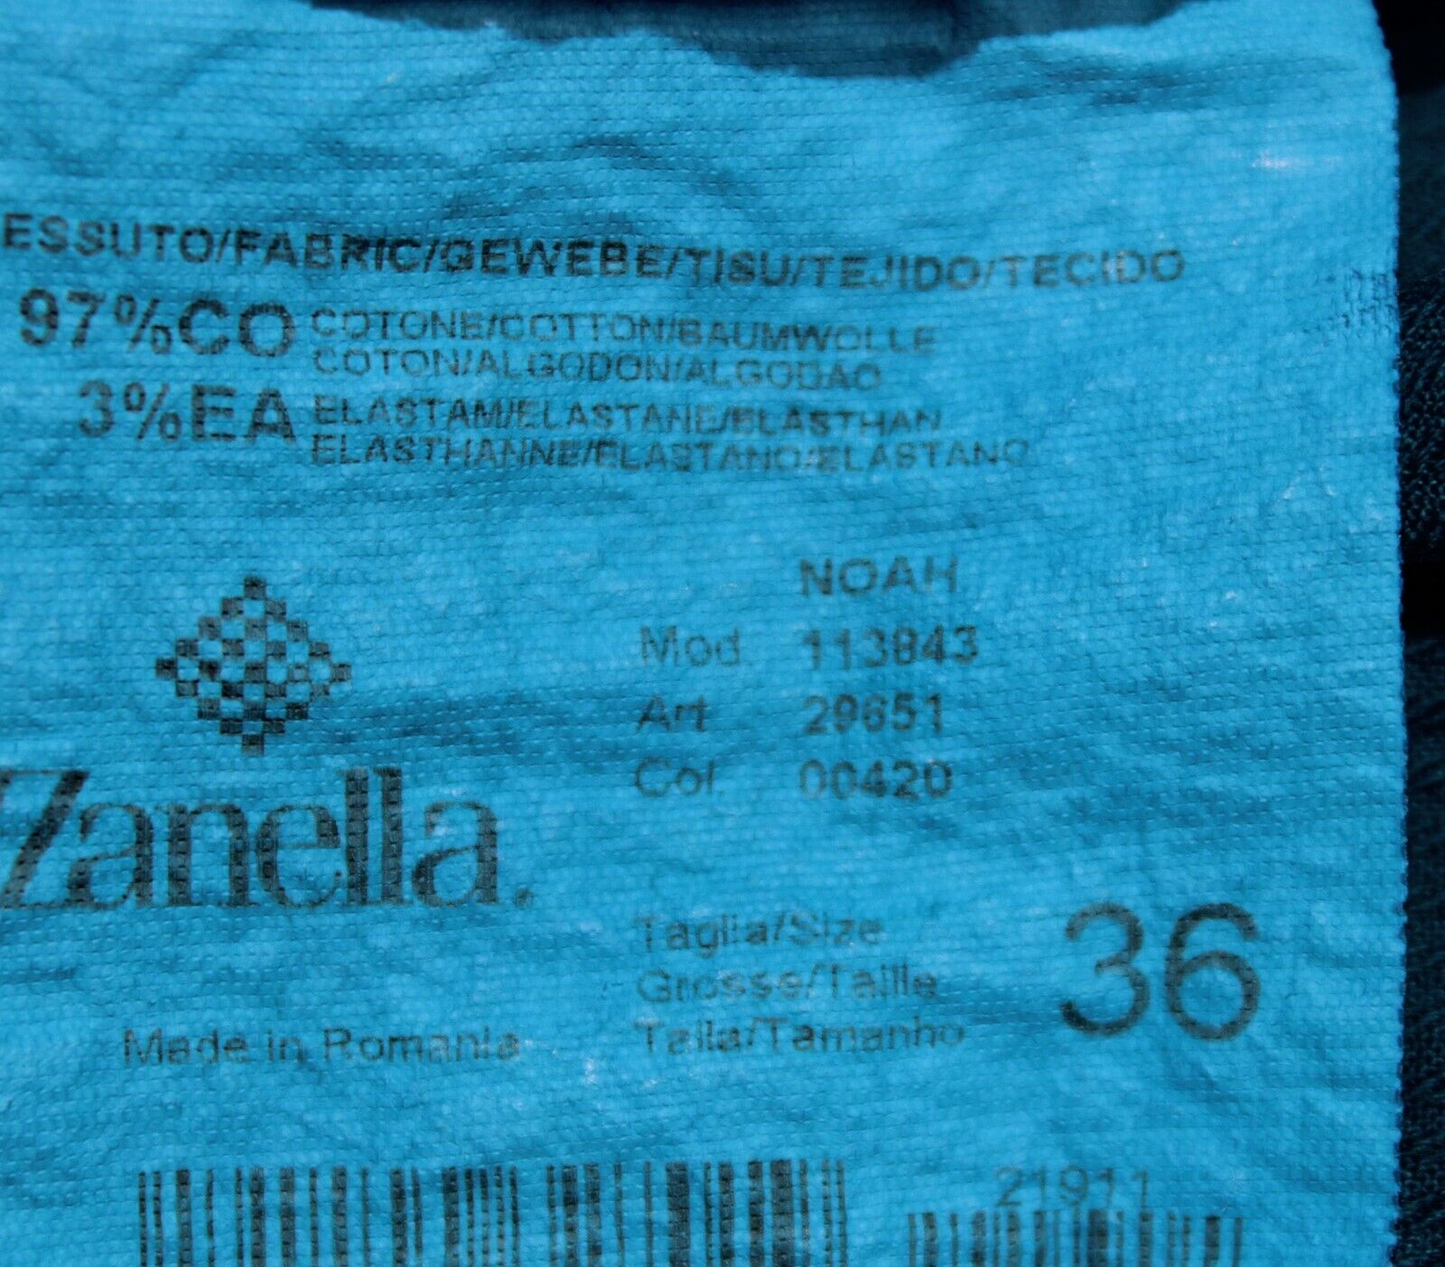 ESSUTO/FABRIC/GEWEBE/TISU/TEJIDO/TECIDO
97%CO COTONE/COTTON/BAUMWOLLE
COTON/ALGODON/ALGODAO
3%EA ELASTAM/ELASTANE/ELASTHAN
ELASTHANNE/ELASTANO/ELASTANO
NOAH
Mod. 113843
Art 29651
Col. 00420
Zanella.
Taglia/Size
Grosse/Taille
Talla/Tamanho
36
Made in Romania
21911